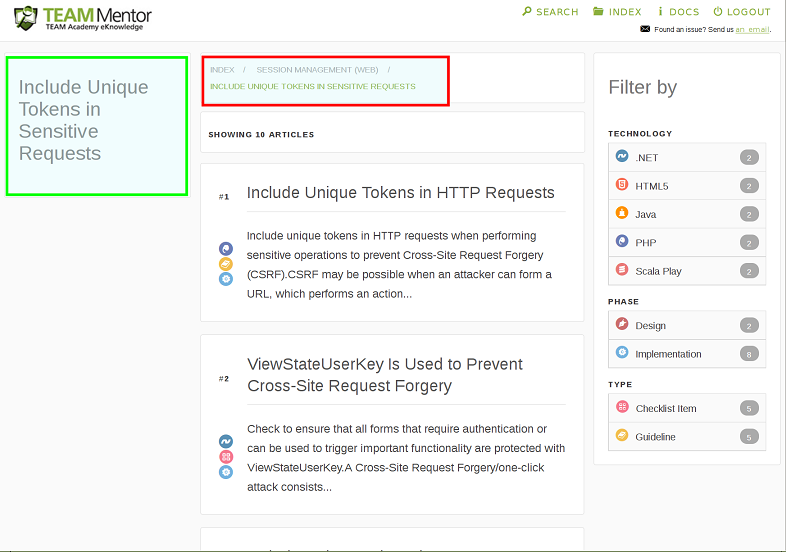 TEAM Mentor
TEAM Academy eKnowledge
SEARCH
INDEX
DOCS
LOGOUT
Found an issue? Send us an email.
Include Unique
Tokens in
Sensitive
Requests
INDEX / SESSION MANAGEMENT (WEB) /
INCLUDE UNIQUE TOKENS IN SENSITIVE REQUESTS
SHOWING 10 ARTICLES
#1
Include Unique Tokens in HTTP Requests
Include unique tokens in HTTP requests when performing
sensitive operations to prevent Cross-Site Request Forgery
(CSRF).CSRF may be possible when an attacker can form a
URL, which performs an action...
#2
ViewStateUserKey Is Used to Prevent
Cross-Site Request Forgery
Check to ensure that all forms that require authentication or
can be used to trigger important functionality are protected with
ViewStateUserKey.A Cross-Site Request Forgery/one-click
attack consists...
Filter by
TECHNOLOGY
.NET 2
HTML5 2
Java 2
PHP 2
Scala Play 2
PHASE
Design 2
Implementation 8
TYPE
Checklist Item 5
Guideline 5